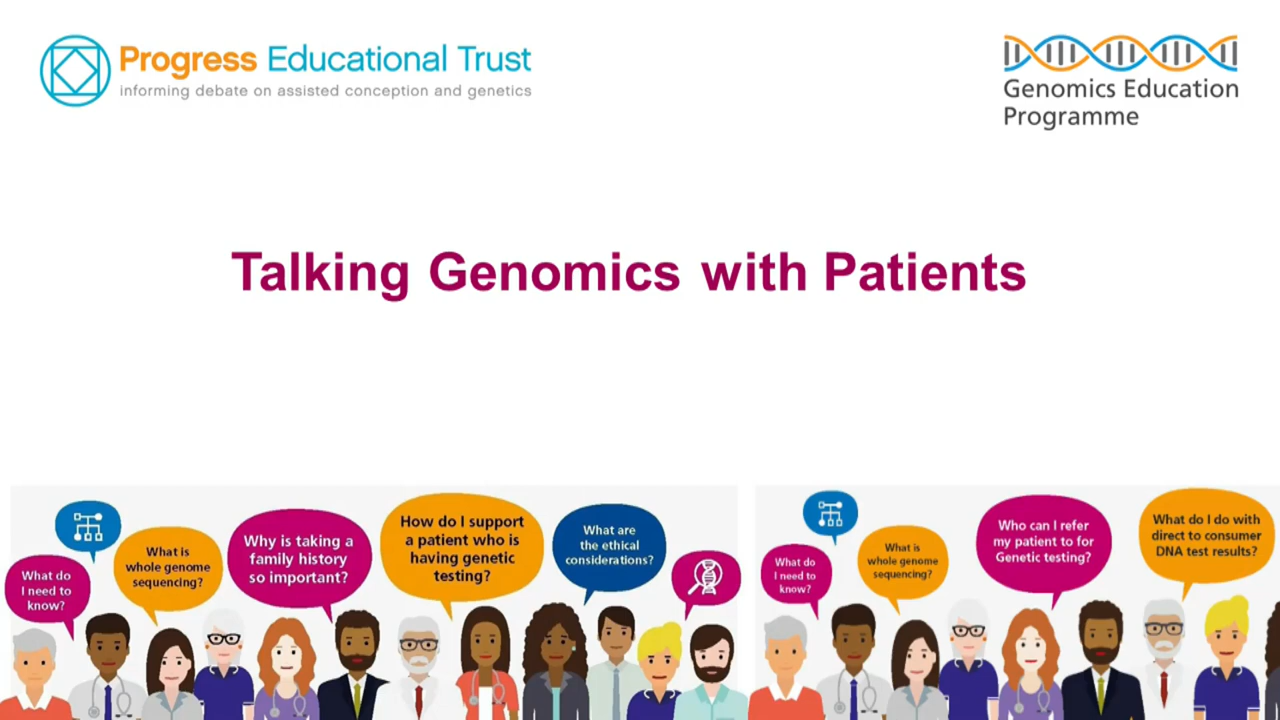 Progress Educational Trust
informing debate on assisted conception and genetics
Genomics Education
Programme
Talking Genomics with Patients
What do
I need to
know?
What is
whole genome
sequencing?
Why is taking a
family history
so important?
How do I support
a patient who is
having genetic
testing?
What are
the ethical
considerations?
What do
I need to
know?
What is
whole genome
sequencing?
Who can I refer
my patient to for
Genetic testing?
What do I do with
direct to consumer
DNA test results?